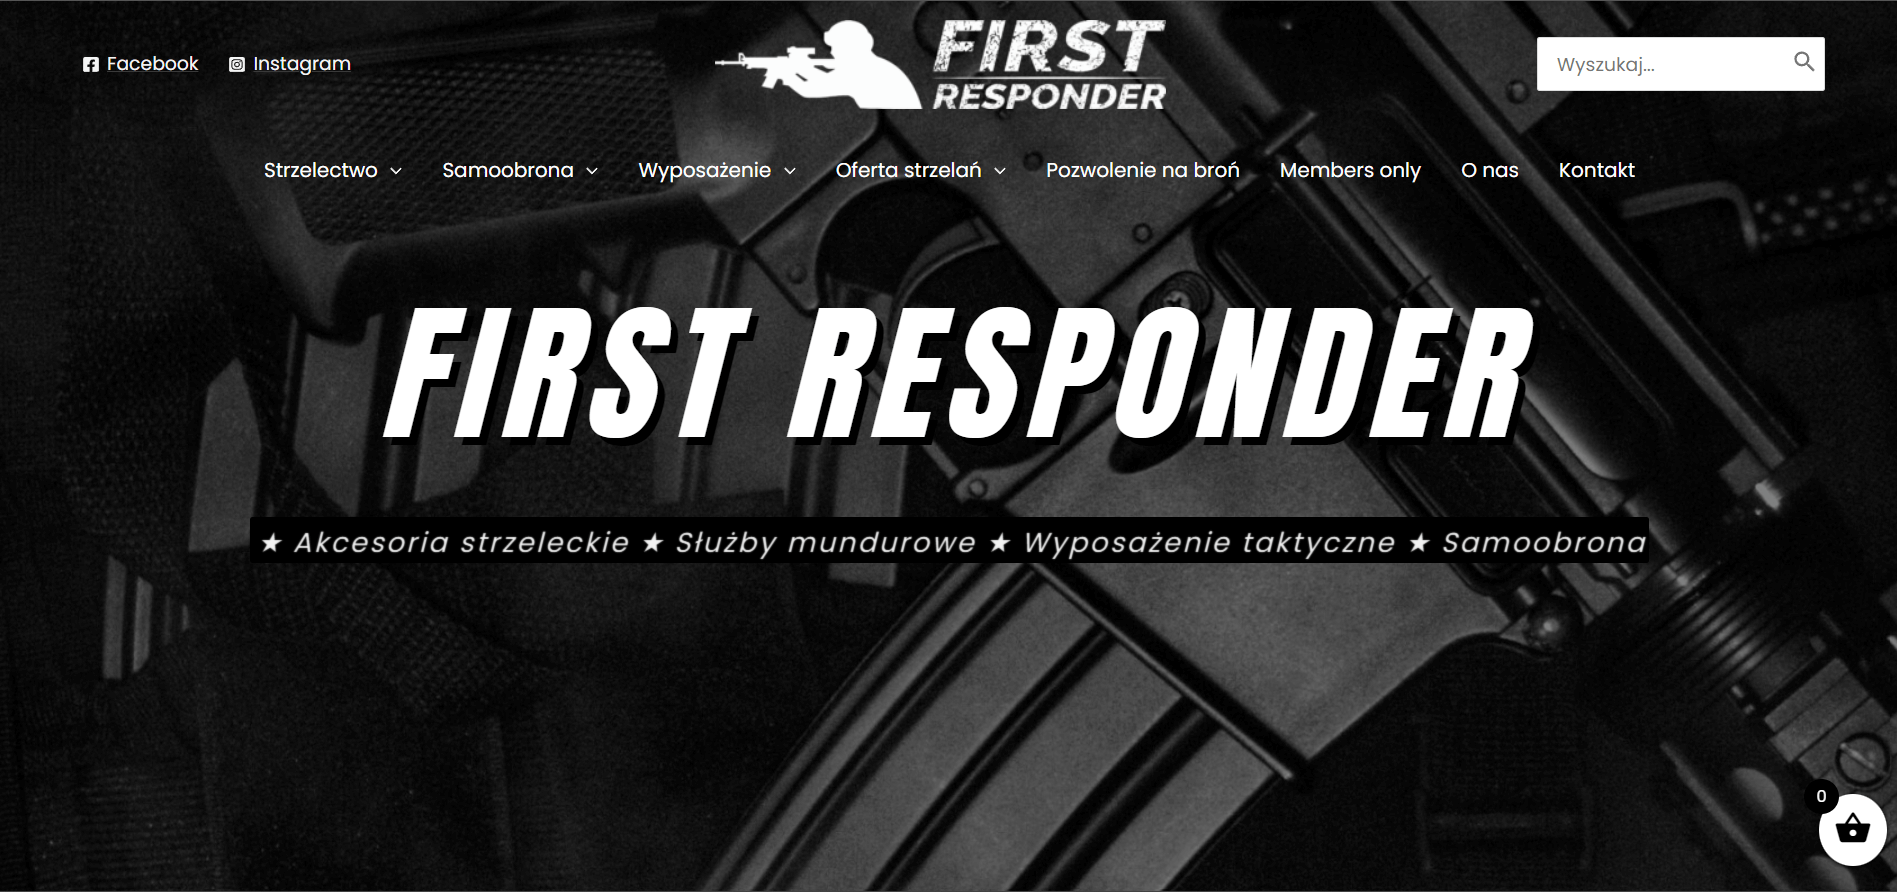 Facebook Instagram
FIRST
RESPONDER
Wyszukaj...
Strzelectwo Samoobrona Wyposażenie Oferta strzelań Pozwolenie na broń Members only O nas Kontakt
FIRST RESPONDER
★ Akcesoria strzeleckie ★ Służby mundurowe ★ Wyposażenie taktyczne ★ Samoobrona
0